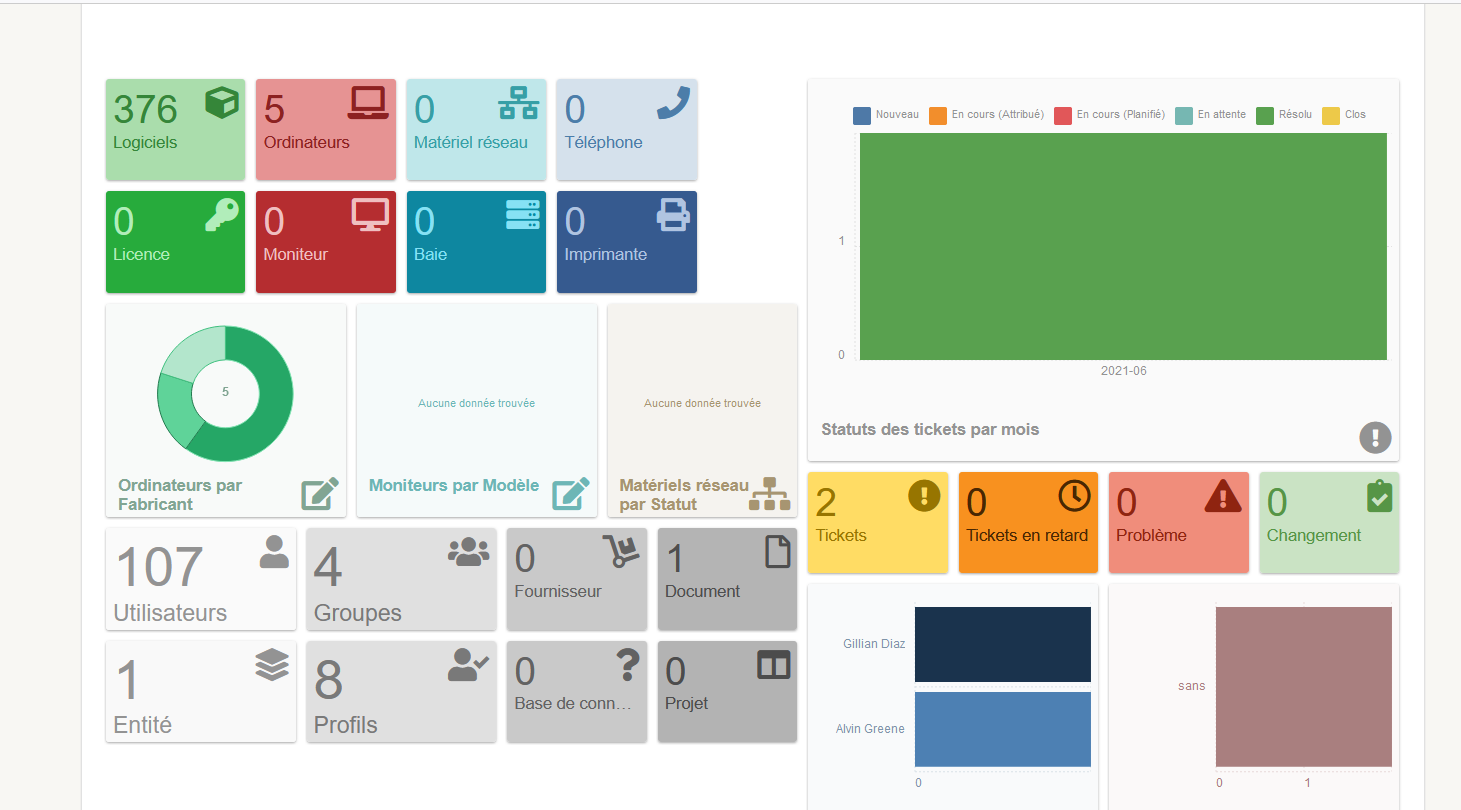 376
Logiciels
5
Ordinateurs
0
Matériel réseau
0
Téléphone
0
Licence
0
Moniteur
0
Baie
0
Imprimante
5
Ordinateurs par
Fabricant
Aucune donnée trouvée
Moniteurs par Modèle
Aucune donnée trouvée
Matériels réseau
par Statut
107
Utilisateurs
4
Groupes
0
Fournisseur
1
Document
1
Entité
8
Profils
0
Base de conn...
0
Projet
Nouveau En cours (Attribué) En cours (Planifié) En attente Résolu Clos
1
0
2021-06
Statuts des tickets par mois
2
Tickets
0
Tickets en retard
0
Problème
0
Changement
Gillian Diaz
Alvin Greene
0
sans
0 1